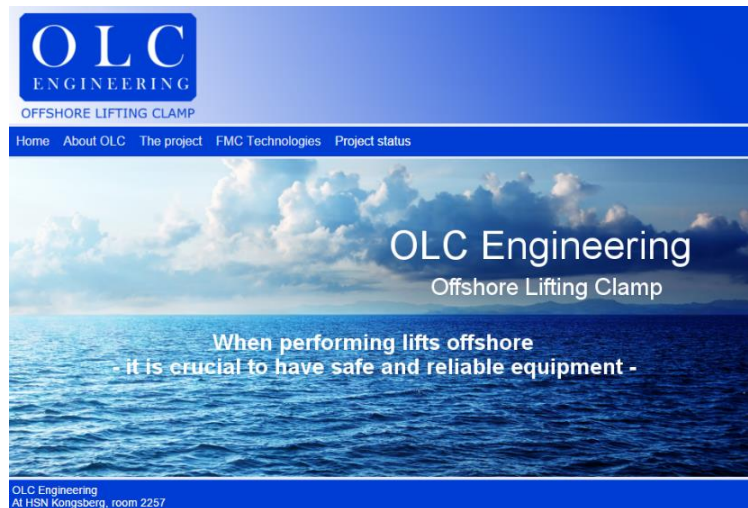 OLC
ENGINEERING
OFFSHORE LIFTING CLAMP
Home About OLC The project FMC Technologies Project status
OLC Engineering
Offshore Lifting Clamp
When performing lifts offshore
- it is crucial to have safe and reliable equipment -
OLC Engineering
At HSN Kongsberg, room 2257